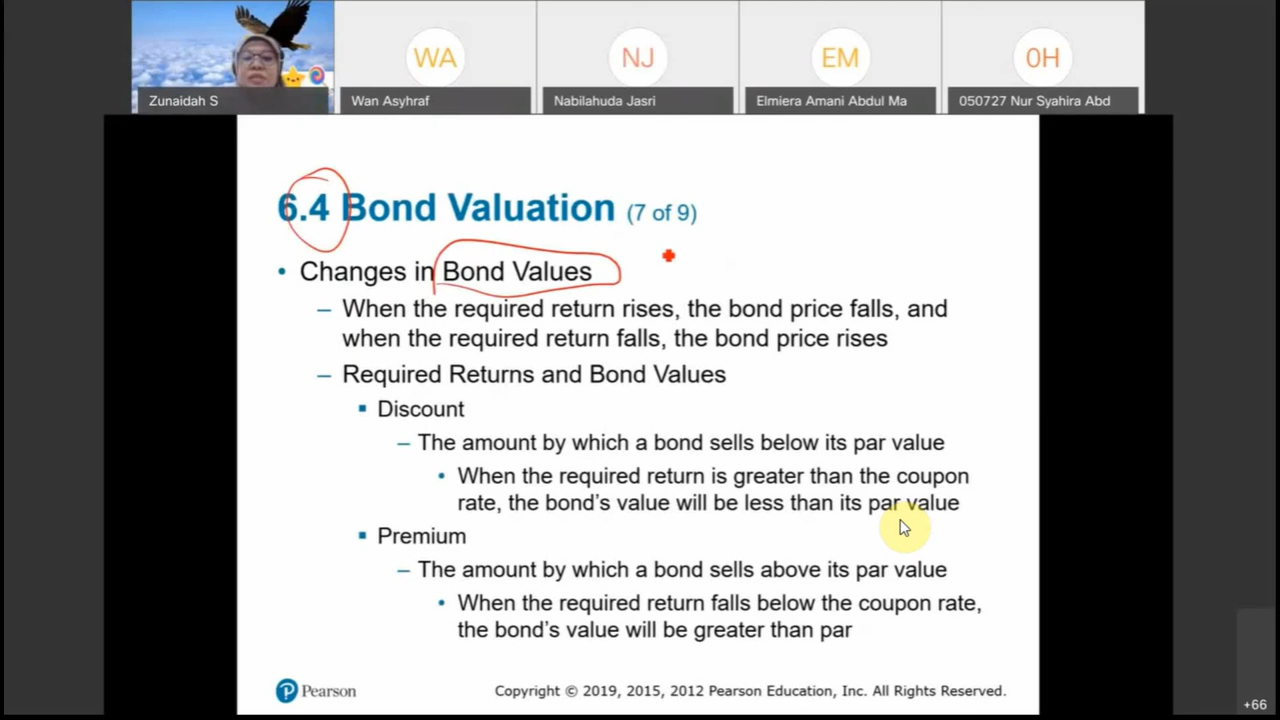 WA
NJ
EM
0H
Zunaidah S
Wan Asyhraf
Nabilahuda Jasri
Elmiera Amani Abdul Ma
050727 Nur Syahira Abd
6.4 Bond Valuation (7 of 9)
• Changes in Bond Values
– When the required return rises, the bond price falls, and
when the required return falls, the bond price rises
– Required Returns and Bond Values
▪ Discount
– The amount by which a bond sells below its par value
• When the required return is greater than the coupon
rate, the bond's value will be less than its par value
▪ Premium
– The amount by which a bond sells above its par value
• When the required return falls below the coupon rate,
the bond's value will be greater than par
P Pearson
Copyright © 2019, 2015, 2012 Pearson Education, Inc. All Rights Reserved.
+66